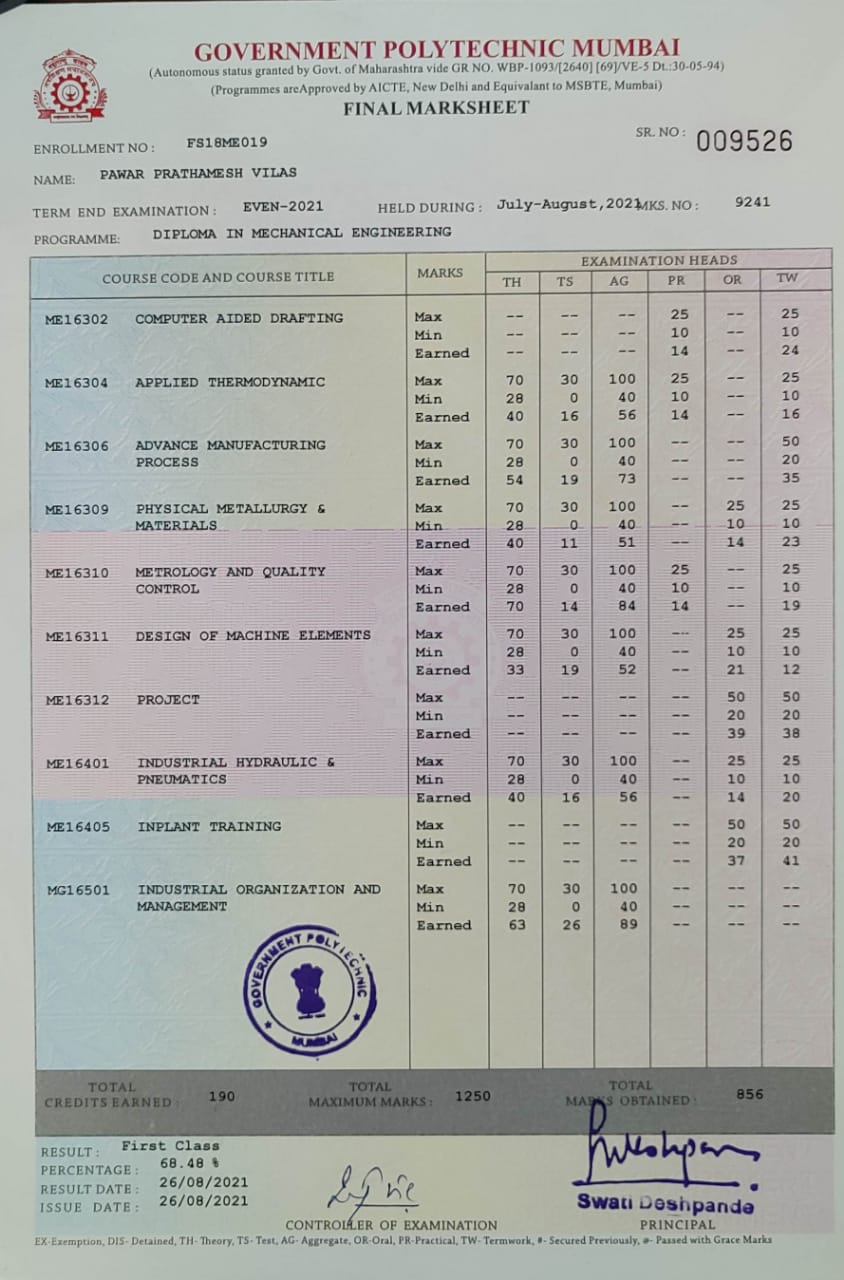 GOVERNMENT POLYTECHNIC MUMBAI
(Autonomous status granted by Govt. of Maharashtra vide GR NO. WBP-1093/[2640] [69]/VE-5 Dt.:30-05-94)
(Programmes areApproved by AICTE, New Delhi and Equivalant to MSBTE, Mumbai)
FINAL MARKSHEET
SR. NO : 009526
ENROLLMENT NO : FS18ME019
NAME: PAWAR PRATHAMESH VILAS
TERM END EXAMINATION : EVEN-2021 HELD DURING : July-August,2021 MKS. NO : 9241
PROGRAMME: DIPLOMA IN MECHANICAL ENGINEERING
COURSE CODE AND COURSE TITLE MARKS EXAMINATION HEADS
TH TS AG PR OR TW
ME16302 COMPUTER AIDED DRAFTING Max -- -- -- 25 -- 25
Min -- -- -- 10 -- 10
Earned -- -- -- 14 -- 24
ME16304 APPLIED THERMODYNAMIC Max 70 30 100 25 -- 25
Min 28 0 40 10 -- 10
Earned 40 16 56 14 -- 16
ME16306 ADVANCE MANUFACTURING Max 70 30 100 -- -- 50
PROCESS Min 28 0 40 -- -- 20
Earned 54 19 73 -- -- 35
ME16309 PHYSICAL METALLURGY & Max 70 30 100 -- 25 25
MATERIALS Min 28 0 40 -- 10 10
Earned 40 11 51 -- 14 23
ME16310 METROLOGY AND QUALITY Max 70 30 100 25 -- 25
CONTROL Min 28 0 40 10 -- 10
Earned 70 14 84 14 -- 19
ME16311 DESIGN OF MACHINE ELEMENTS Max 70 30 100 -- 25 25
Min 28 0 40 -- 10 10
Earned 33 19 52 -- 21 12
ME16312 PROJECT Max -- -- -- -- 50 50
Min -- -- -- -- 20 20
Earned -- -- -- -- 39 38
ME16401 INDUSTRIAL HYDRAULIC & Max 70 30 100 -- 25 25
PNEUMATICS Min 28 0 40 -- 10 10
Earned 40 16 56 -- 14 20
ME16405 INPLANT TRAINING Max -- -- -- -- 50 50
Min -- -- -- -- 20 20
Earned -- -- -- -- 37 41
MG16501 INDUSTRIAL ORGANIZATION AND Max 70 30 100 -- -- --
MANAGEMENT Min 28 0 40 -- -- --
Earned 63 26 89 -- -- --
GOVERNMENT POLYTECHNIC
★ MUMBAI ★
TOTAL CREDITS EARNED : 190 TOTAL MAXIMUM MARKS : 1250 TOTAL MARKS OBTAINED : 856
RESULT : First Class
PERCENTAGE : 68.48 %
RESULT DATE : 26/08/2021
ISSUE DATE : 26/08/2021
Swati Deshpande
CONTROLLER OF EXAMINATION PRINCIPAL
EX-Exemption, DIS- Detained, TH- Theory, TS- Test, AG- Aggregate, OR-Oral, PR-Practical, TW- Termwork, #- Secured Previously, @- Passed with Grace Marks